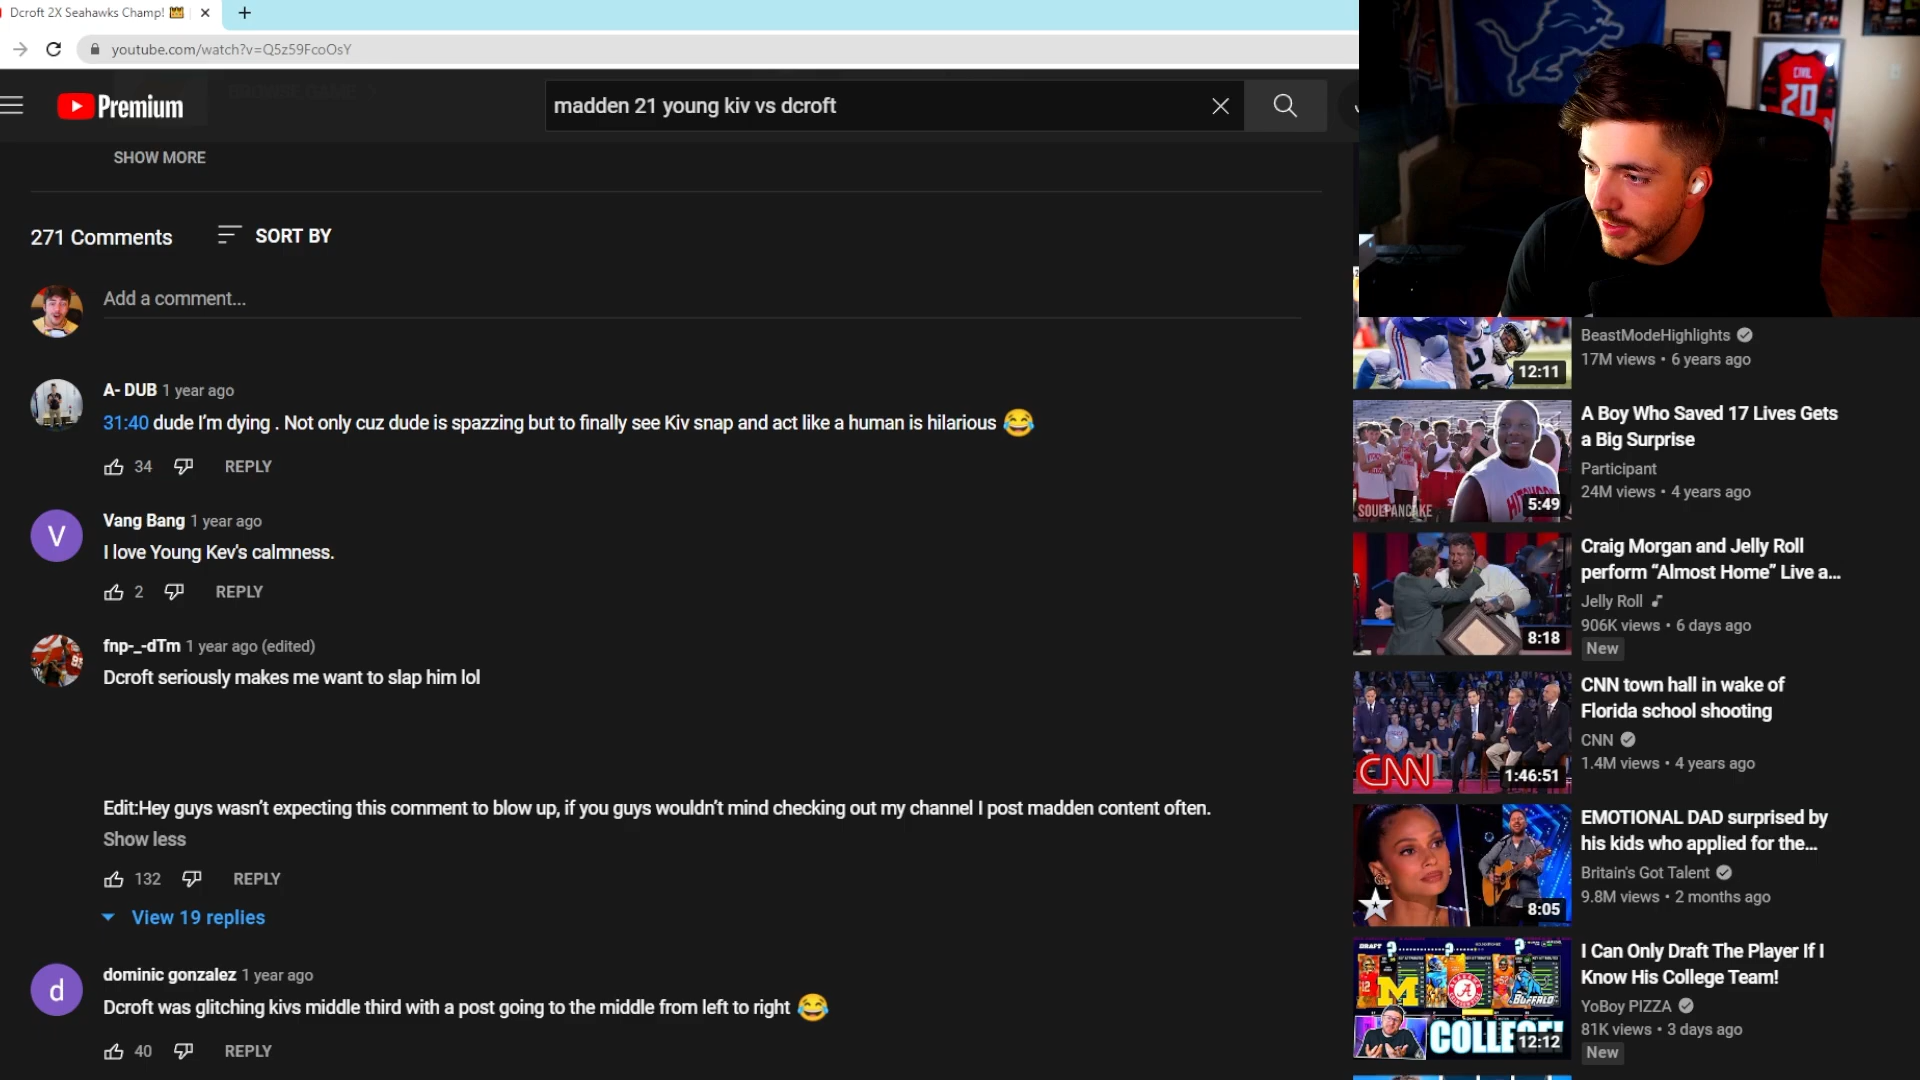 Dcroft 2X Seahawks Champ! 👑
youtube.com/watch?v=Q5z59FcoOsY
Premium
madden 21 young kiv vs dcroft
SHOW MORE
271 Comments
SORT BY
Add a comment...
A- DUB 1 year ago
31:40 dude I'm dying . Not only cuz dude is spazzing but to finally see Kiv snap and act like a human is hilarious 😂
34 REPLY
Vang Bang 1 year ago
V
I love Young Kev's calmness.
2 REPLY
fnp-_-dTm 1 year ago (edited)
Dcroft seriously makes me want to slap him lol
Edit:Hey guys wasn't expecting this comment to blow up, if you guys wouldn't mind checking out my channel I post madden content often.
Show less
132 REPLY
View 19 replies
dominic gonzalez 1 year ago
d
Dcroft was glitching kivs middle third with a post going to the middle from left to right 😂
40 REPLY
20
BeastModeHighlights
17M views • 6 years ago
24
12:11
A Boy Who Saved 17 Lives Gets
a Big Surprise
Participant
24M views • 4 years ago
SOULPANCAKE
5:49
Craig Morgan and Jelly Roll
perform “Almost Home” Live a...
Jelly Roll
906K views • 6 days ago
New
8:18
CNN town hall in wake of
Florida school shooting
CNN
1.4M views • 4 years ago
CNN
1:46:51
EMOTIONAL DAD surprised by
his kids who applied for the...
Britain's Got Talent
9.8M views • 2 months ago
8:05
I Can Only Draft The Player If I
Know His College Team!
YoBoy PIZZA
81K views • 3 days ago
New
DRAFT
M
A
BUFFALO
COLLEGE!
12:12